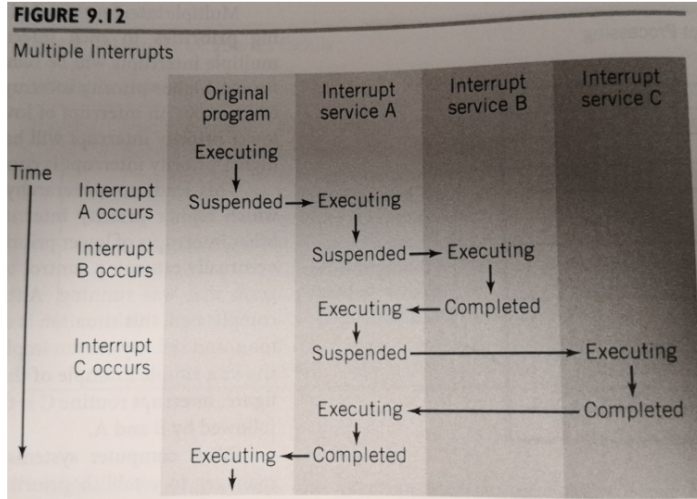 FIGURE 9.12
Multiple Interrupts
Original program
Interrupt service A
Interrupt service B
Interrupt service C
Executing
Time
Interrupt A occurs
Suspended
Executing
Interrupt B occurs
Suspended
Executing
Executing
Completed
Interrupt C occurs
Suspended
Executing
Executing
Completed
Executing
Completed